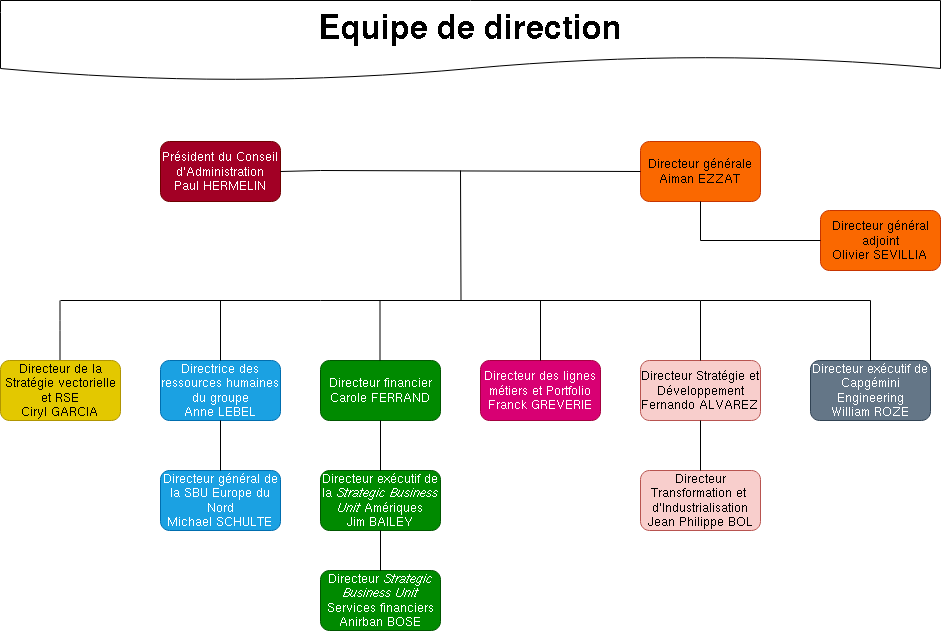 Equipe de direction
Président du Conseil
d'Administration
Paul HERMELIN
Directeur générale
Aiman EZZAT
Directeur général
adjoint
Olivier SEVILLIA
Directeur de la
Stratégie vectorielle
et RSE
Ciryl GARCIA
Directrice des
ressources humaines
du groupe
Anne LEBEL
Directeur financier
Carole FERRAND
Directeur des lignes
métiers et Portfolio
Franck GREVERIE
Directeur Stratégie et
Développement
Fernando ALVAREZ
Directeur exécutif de
Capgémini
Engineering
William ROZE
Directeur général de
la SBU Europe du
Nord
Michael SCHULTE
Directeur exécutif de
la Strategic Business
Unit Amériques
Jim BAILEY
Directeur
Transformation et
d'Industrialisation
Jean Philippe BOL
Directeur Strategic
Business Unit
Services financiers
Anirban BOSE